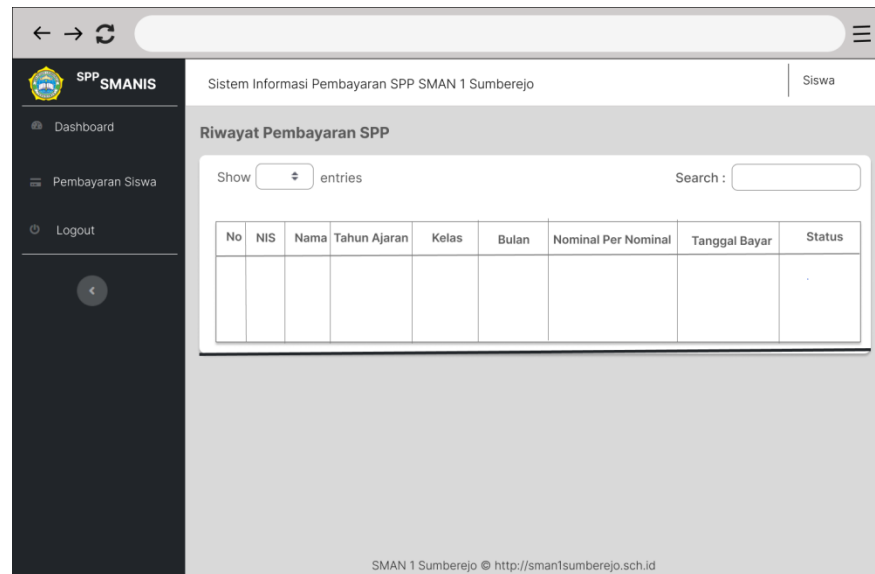 SPP SMANIS
Sistem Informasi Pembayaran SPP SMAN 1 Sumberejo
Siswa
Dashboard
Pembayaran Siswa
Logout
Riwayat Pembayaran SPP
Show entries
Search :
No NIS Nama Tahun Ajaran Kelas Bulan Nominal Per Nominal Tanggal Bayar Status
SMAN 1 Sumberejo © http://sman1sumberejo.sch.id